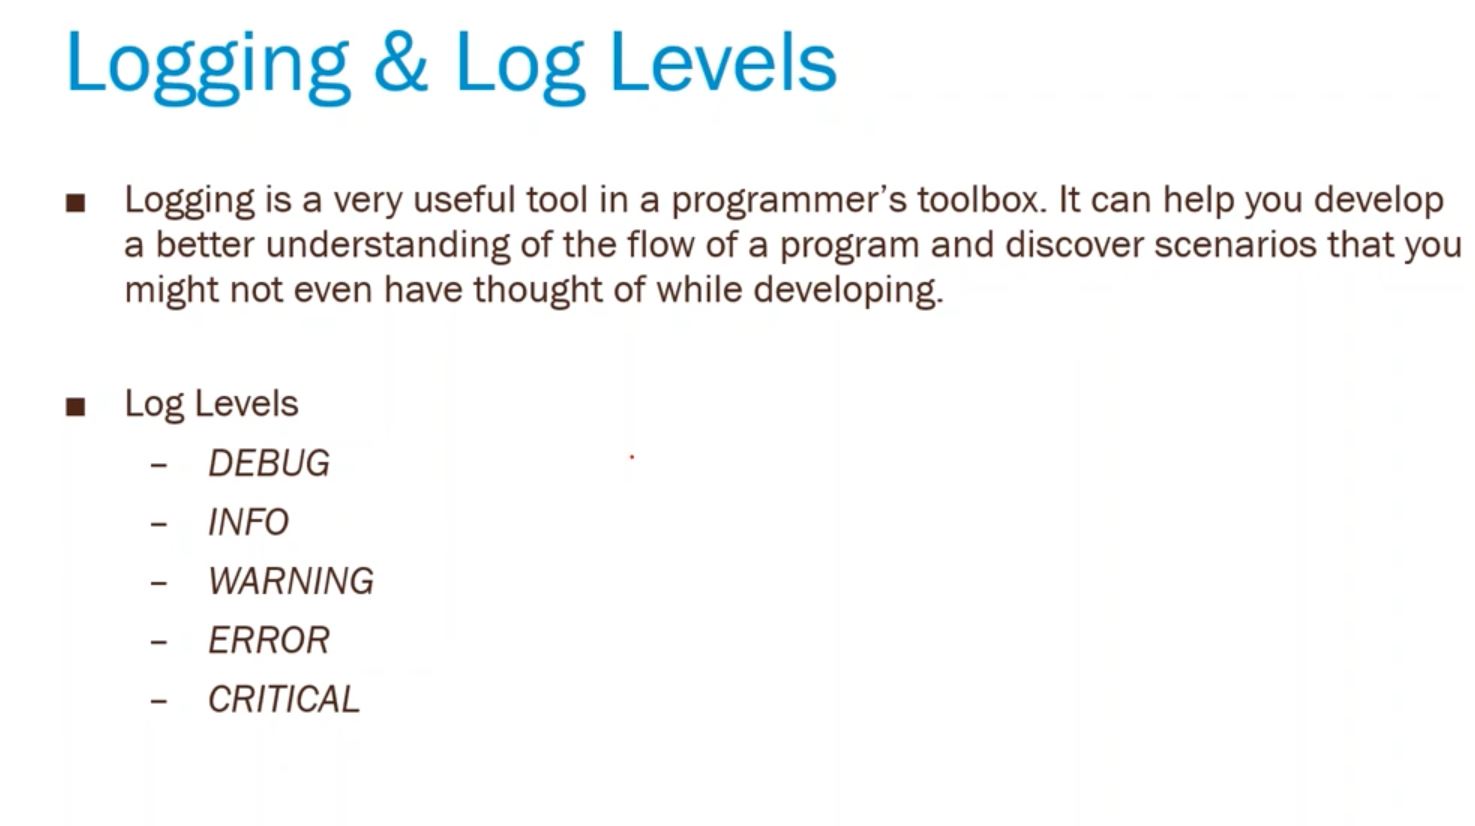 Logging & Log Levels
■ Logging is a very useful tool in a programmer’s toolbox. It can help you develop
a better understanding of the flow of a program and discover scenarios that you
might not even have thought of while developing.
■ Log Levels
– DEBUG
– INFO
– WARNING
– ERROR
– CRITICAL